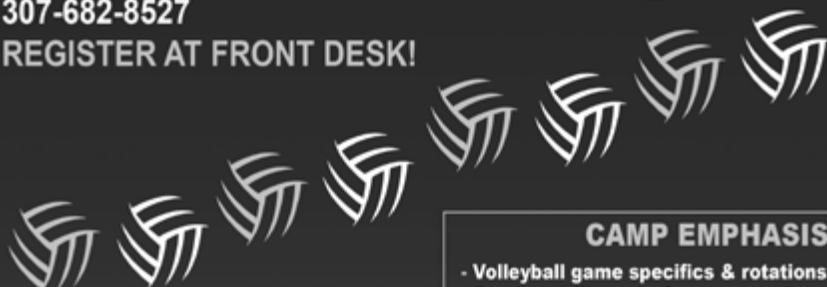 307-682-8527
REGISTER AT FRONT DESK!
CAMP EMPHASIS
- Volleyball game specifics & rotations